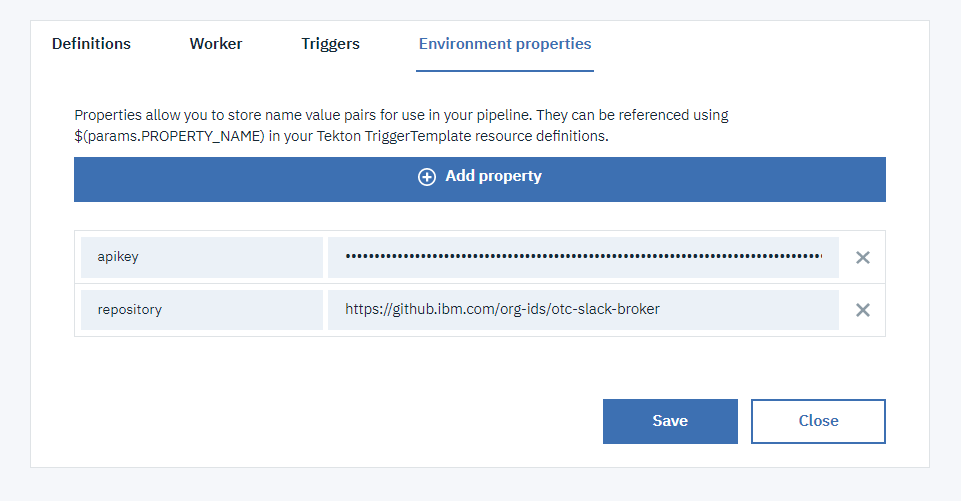 Definitions Worker Triggers Environment properties
Properties allow you to store name value pairs for use in your pipeline. They can be referenced using
$(params.PROPERTY_NAME) in your Tekton TriggerTemplate resource definitions.
Add property
apikey
repository https://github.ibm.com/org-ids/otc-slack-broker
Save Close